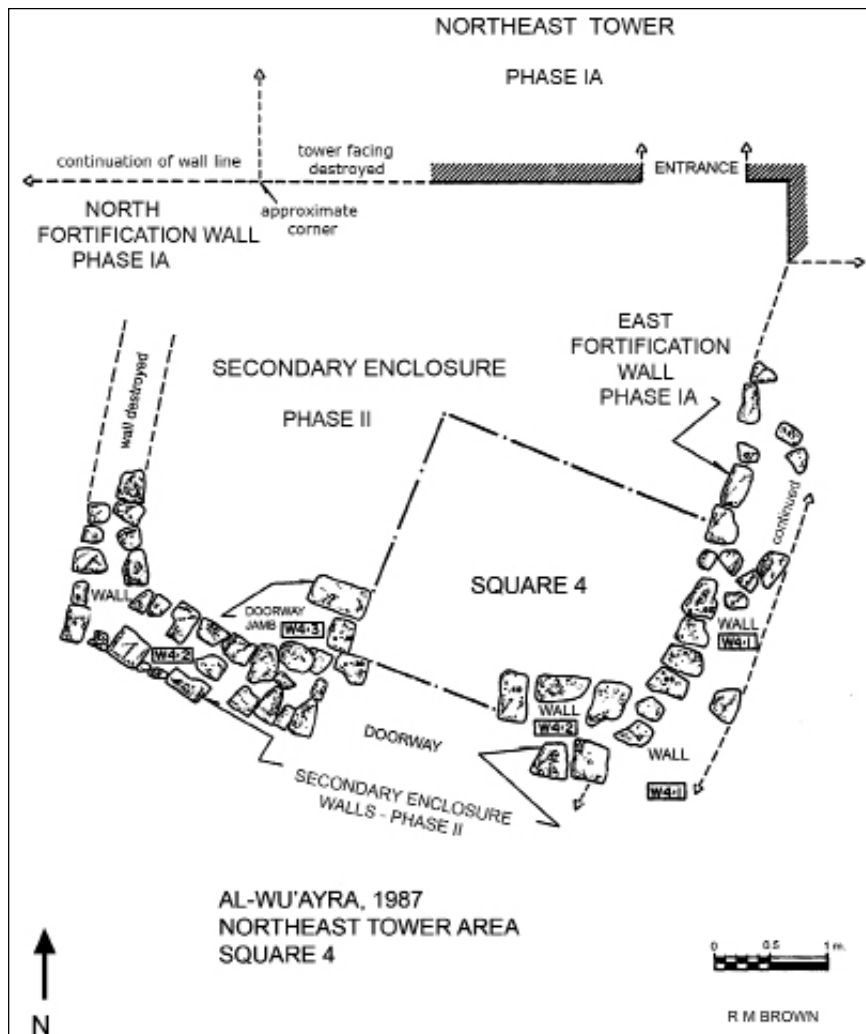 NORTHEAST TOWER
PHASE IA
continuation of wall line
tower facing
destroyed
ENTRANCE
approximate
corner
NORTH
FORTIFICATION WALL
PHASE IA
EAST
FORTIFICATION
WALL
PHASE IA
SECONDARY ENCLOSURE
PHASE II
wall destroyed
continued
SQUARE 4
WALL
DOORWAY
JAMB
W4·3
W4·2
WALL
W4·1
WALL
W4·2
DOORWAY
WALL
W4·1
SECONDARY ENCLOSURE
WALLS - PHASE II
AL-WU'AYRA, 1987
NORTHEAST TOWER AREA
SQUARE 4
N
0 0.5 1 m.
R M BROWN